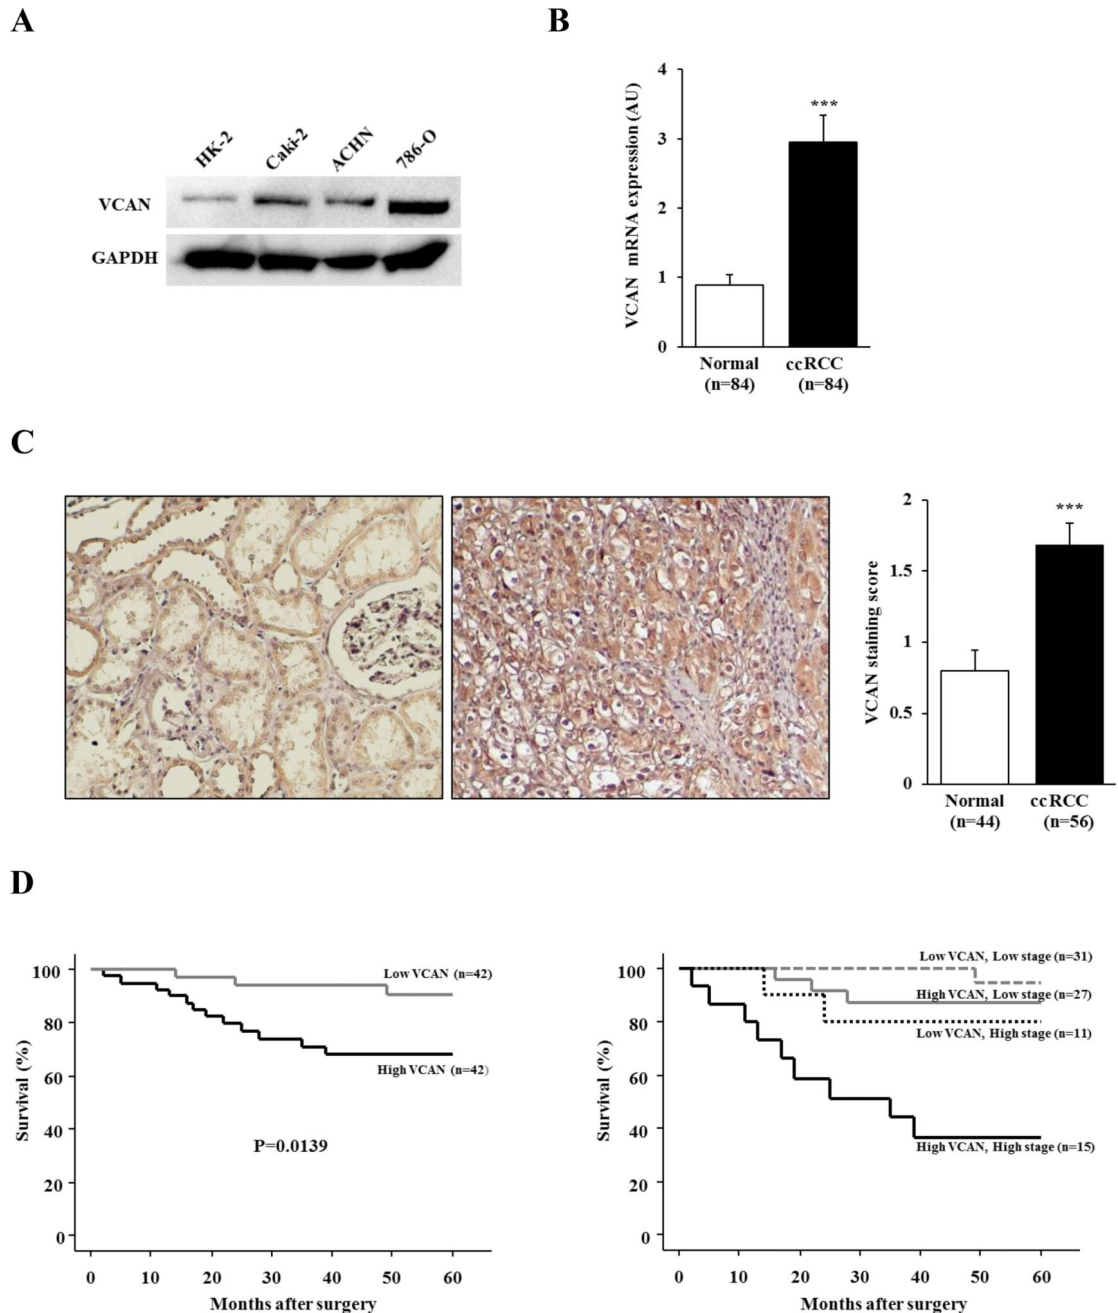 A
HK-2
Caki-2
ACHN
786-O
VCAN
GAPDH
B
VCAN mRNA expression (AU)
4
3
2
1
0
***
Normal
(n=84)
ccRCC
(n=84)
C
VCAN staining score
2
1.5
1
0.5
0
***
Normal
(n=44)
ccRCC
(n=56)
D
Survival (%)
100
80
60
40
20
0
Low VCAN (n=42)
High VCAN (n=42)
P=0.0139
0 10 20 30 40 50 60
Months after surgery
Survival (%)
100
80
60
40
20
0
Low VCAN, Low stage (n=31)
High VCAN, Low stage (n=27)
Low VCAN, High stage (n=11)
High VCAN, High stage (n=15)
0 10 20 30 40 50 60
Months after surgery